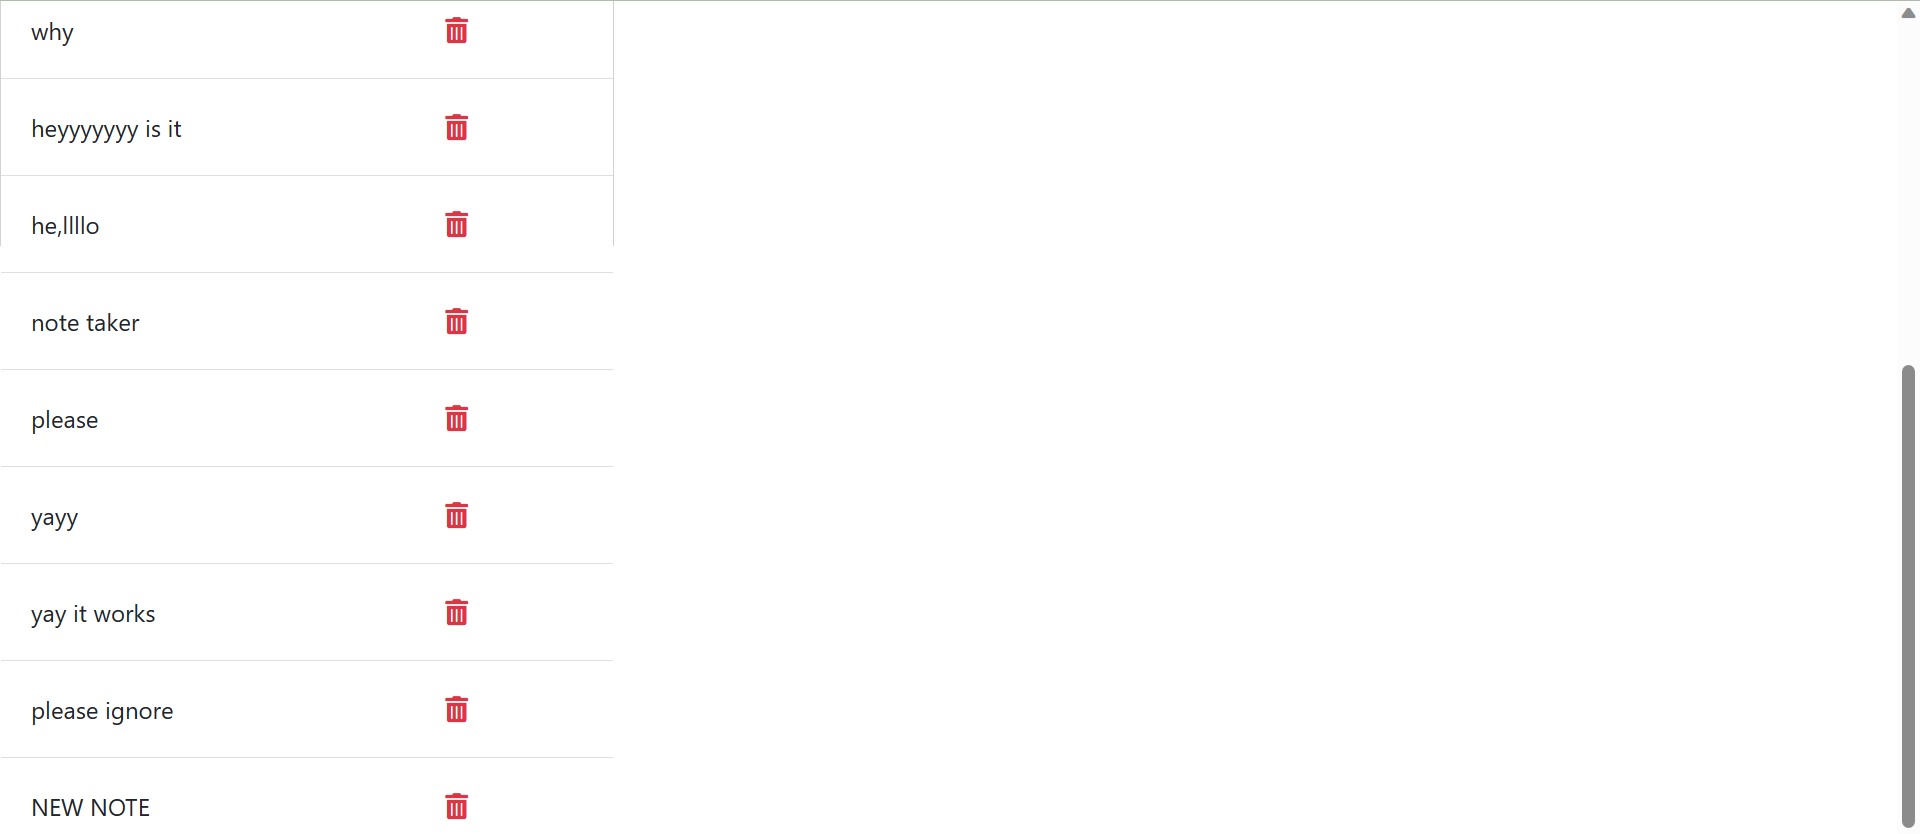 why
heyyyyyyy is it
he,llllo
note taker
please
yayy
yay it works
please ignore
NEW NOTE